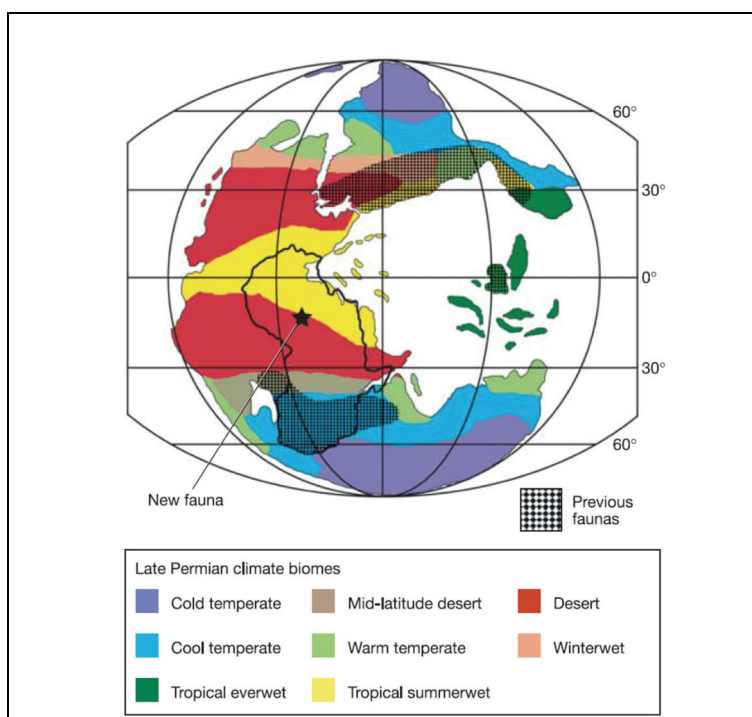 60°
30°
0°
30°
60°
New fauna
Previous
faunas
Late Permian climate biomes
Cold temperate
Mid-latitude desert
Desert
Cool temperate
Warm temperate
Winterwet
Tropical everwet
Tropical summerwet